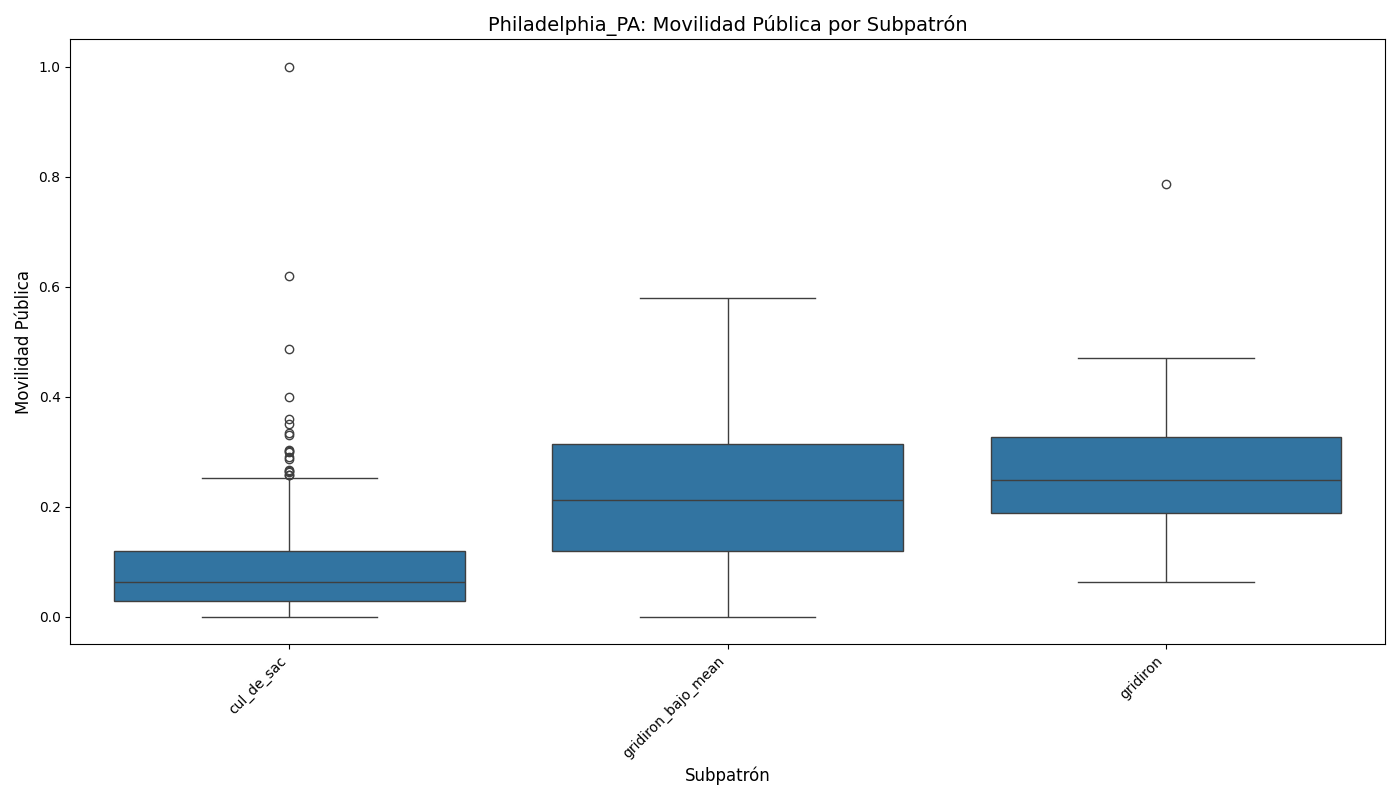 Philadelphia_PA: Movilidad Pública por Subpatrón
Movilidad Pública
1.0
0.8
0.6
0.4
0.2
0.0
cul_de_sac
gridiron_bajo_mean
gridiron
Subpatrón